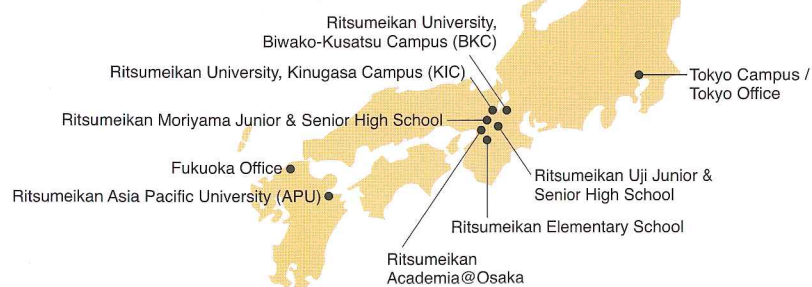 Ritsumeikan University,
Biwako-Kusatsu Campus (BKC)
Ritsumeikan University, Kinugasa Campus (KIC)
Tokyo Campus /
Tokyo Office
Ritsumeikan Moriyama Junior & Senior High School
Fukuoka Office
Ritsumeikan Asia Pacific University (APU)
Ritsumeikan Uji Junior &
Senior High School
Ritsumeikan Elementary School
Ritsumeikan
Academia@Osaka